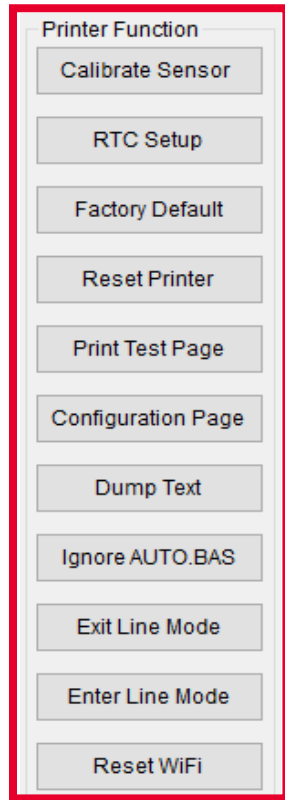 Printer Function
Calibrate Sensor
RTC Setup
Factory Default
Reset Printer
Print Test Page
Configuration Page
Dump Text
Ignore AUTO.BAS
Exit Line Mode
Enter Line Mode
Reset WiFi